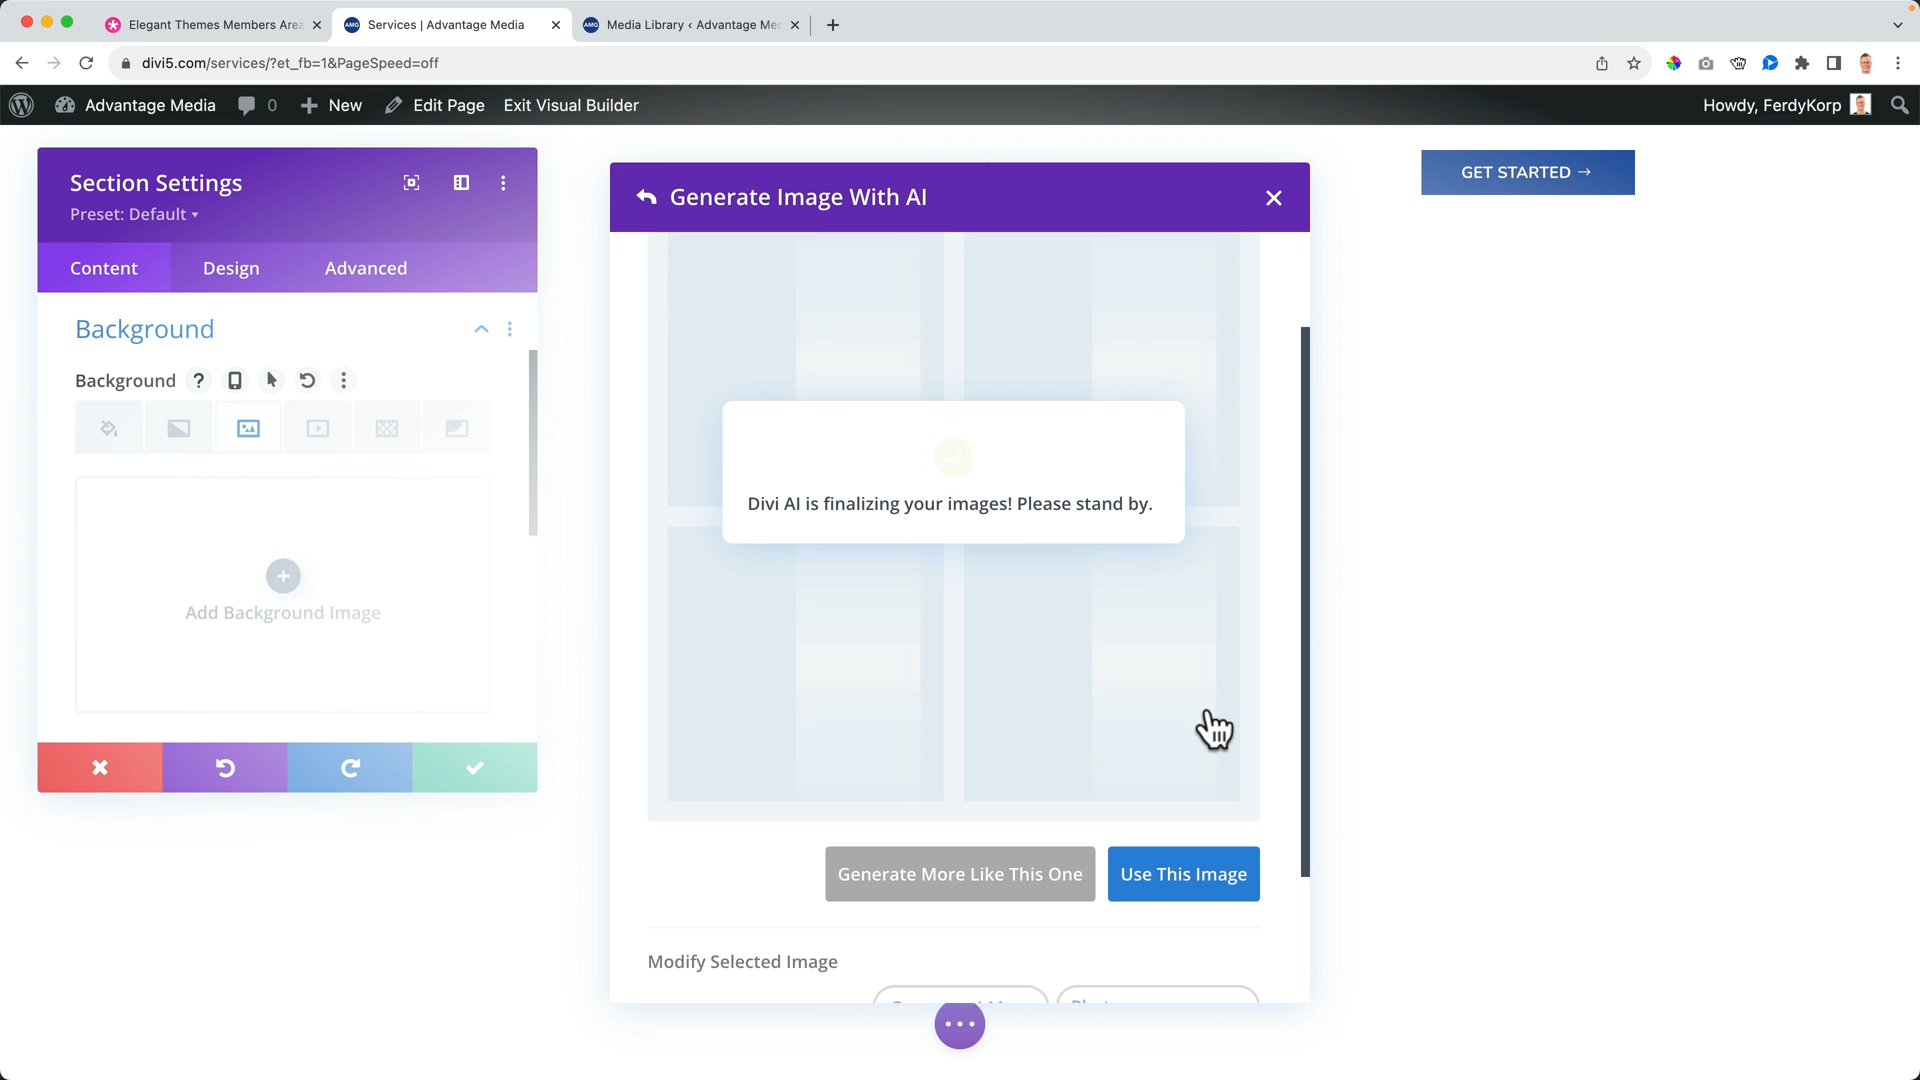 Elegant Themes Members Area
Services | Advantage Media
Media Library ‹ Advantage Med
divi5.com/services/?et_fb=1&PageSpeed=off
Advantage Media
0
New
Edit Page
Exit Visual Builder
Howdy, FerdyKorp
Section Settings
Preset: Default
Content
Design
Advanced
Background
Background
?
Add Background Image
Generate Image With AI
Divi AI is finalizing your images! Please stand by.
Generate More Like This One
Use This Image
Modify Selected Image
GET STARTED →